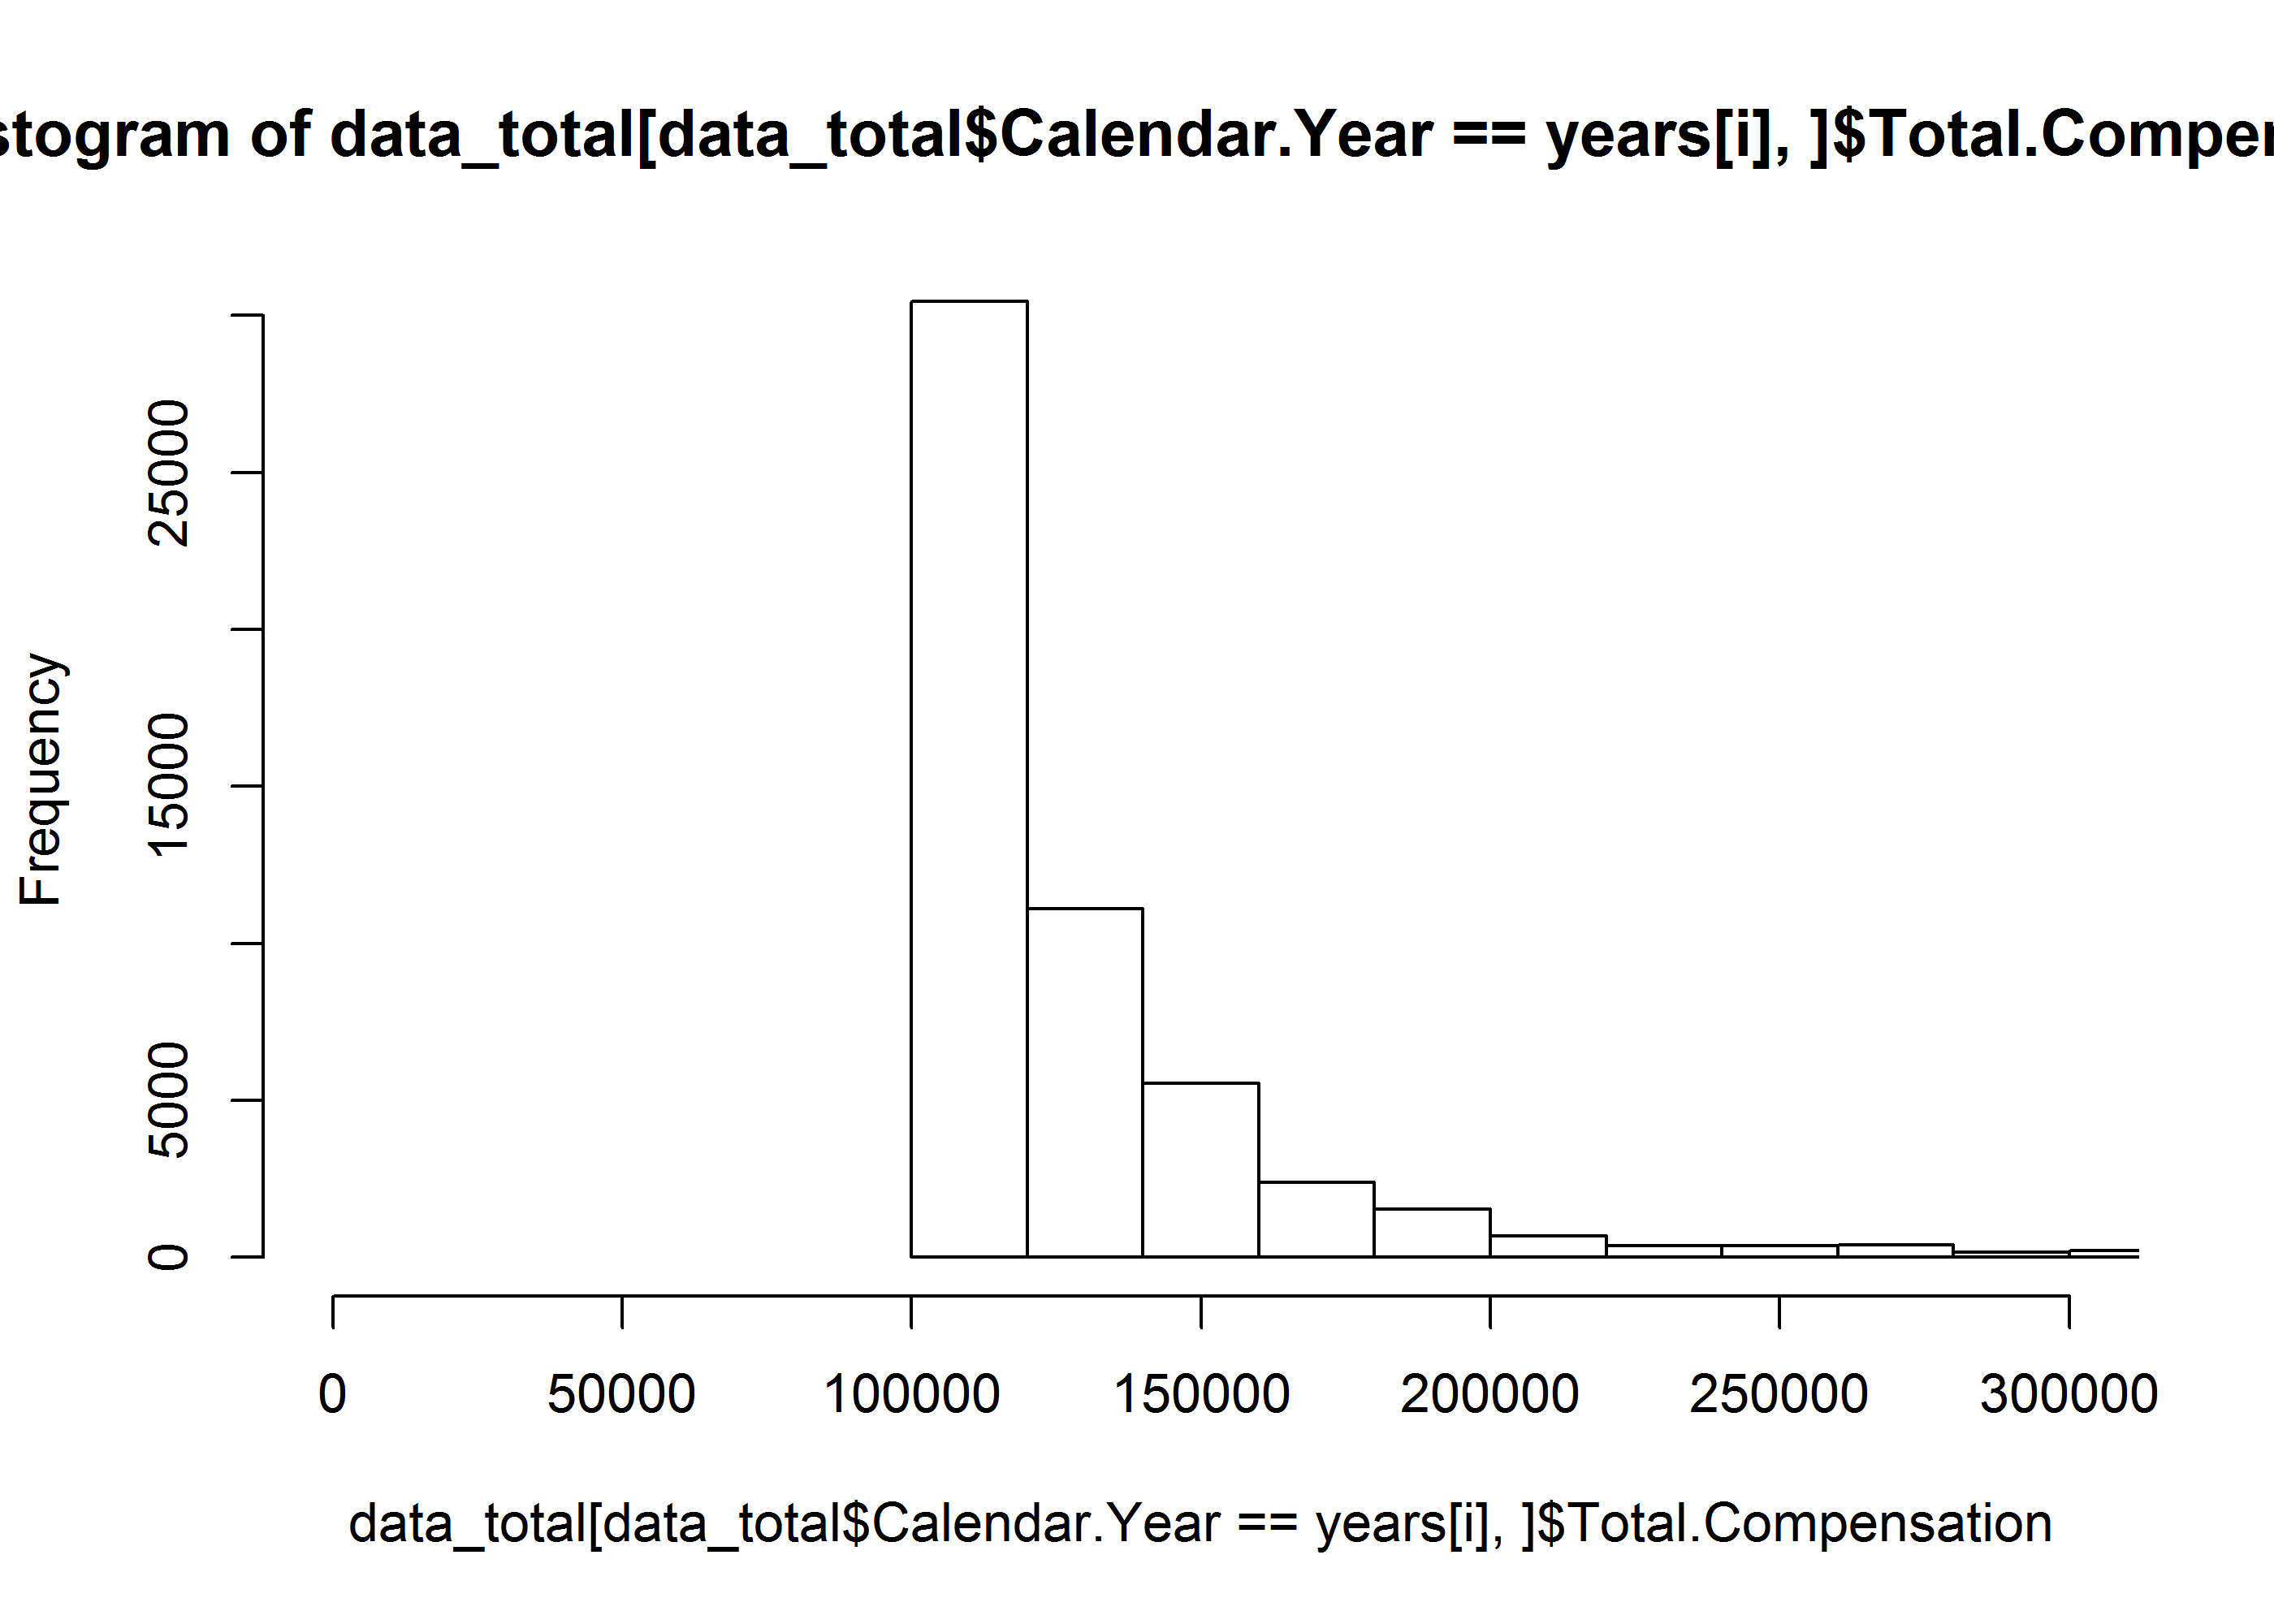 stogram of data_total[data_total$Calendar.Year == years[i], ]$Total.Compen
Frequency
25000
15000
5000
0
0 50000 100000 150000 200000 250000 300000
data_total[data_total$Calendar.Year == years[i], ]$Total.Compensation